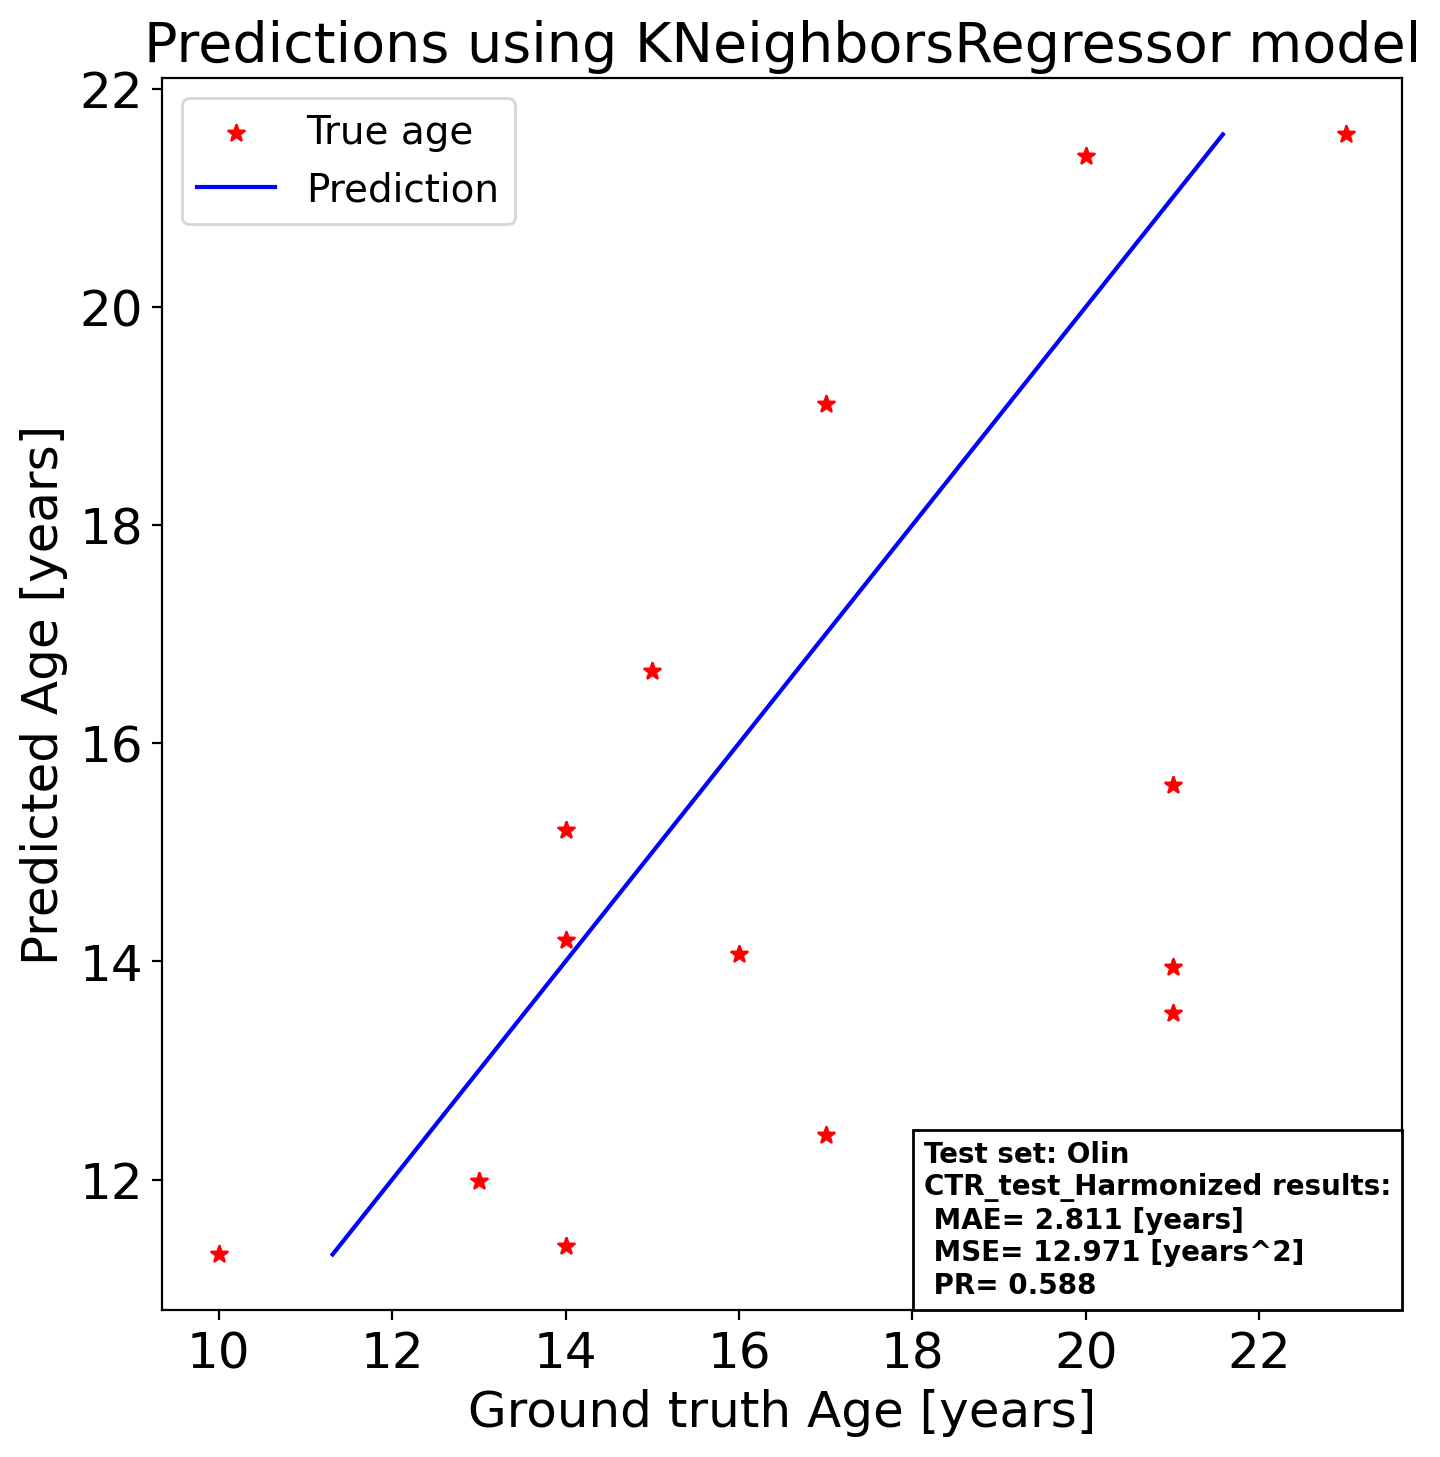 Predictions using KNeighborsRegressor model
22
20
18
16
14
12
Predicted Age [years]
True age
Prediction
Test set: Olin
CTR_test_Harmonized results:
MAE= 2.811 [years]
MSE= 12.971 [years^2]
PR= 0.588
10 12 14 16 18 20 22
Ground truth Age [years]